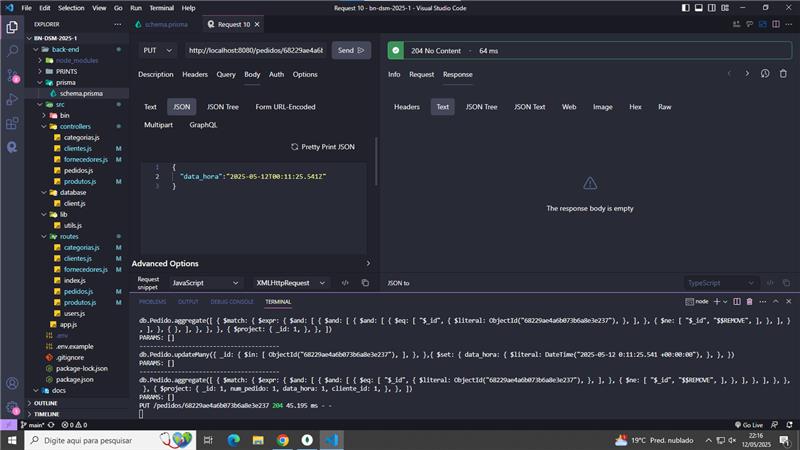 File Edit Selection View Go Run Terminal Help
Request 10 - bn-dsm-2025-1 - Visual Studio Code
EXPLORER
BN-DSM-2025-1
back-end
node_modules
PRINTS
prisma
schema.prisma
src
bin
controllers
categorias.js
clientes.js M
fornecedores.js M
pedidos.js
produtos.js M
database
client.js
lib
utils.js
routes
categorias.js M
clientes.js M
fornecedores.js M
index.js
pedidos.js M
produtos.js M
users.js
app.js
.env
.env.example
.gitignore
package-lock.json
package.json
docs
OUTLINE
TIMELINE
schema.prisma
Request 10
PUT http://localhost:8080/pedidos/68229ae4a6b Send
Description Headers Query Body Auth Options
Text JSON JSON Tree Form URL-Encoded
Multipart GraphQL
Pretty Print JSON
1 {
2 "data_hora":"2025-05-12T00:11:25.541Z"
3 }
Advanced Options
Request snippet JavaScript XMLHttpRequest
204 No Content - 64 ms
Info Request Response
Headers Text JSON Tree JSON Text Web Image Hex Raw
The response body is empty
JSON to TypeScript
PROBLEMS OUTPUT DEBUG CONSOLE TERMINAL
node
db.Pedido.aggregate([ { $match: { $expr: { $and: [ { $and: [ { $and: [ { $eq: [ "$_id", { $literal: ObjectId("68229ae4a6b073b6a8e3e237"), }, ], }, { $ne: [ "$_id", "$$REMOVE", ], }, ], }
, ], }, { }, ], }, }, }, { $project: { _id: 1, }, }, ])
PARAMS: []
----------------------------------------
db.Pedido.updateMany({ _id: { $in: [ ObjectId("68229ae4a6b073b6a8e3e237"), ], }, },{ $set: { data_hora: { $literal: DateTime("2025-05-12 0:11:25.541 +00:00:00"), }, }, })
PARAMS: []
----------------------------------------
db.Pedido.aggregate([ { $match: { $expr: { $and: [ { $and: [ { $eq: [ "$_id", { $literal: ObjectId("68229ae4a6b073b6a8e3e237"), }, ], }, { $ne: [ "$_id", "$$REMOVE", ], }, ], }, ], }, },
}, { $project: { _id: 1, num_pedido: 1, data_hora: 1, cliente_id: 1, }, }, ])
PARAMS: []
PUT /pedidos/68229ae4a6b073b6a8e3e237 204 45.195 ms - -
main* 0 0
Go Live
Digite aqui para pesquisar
19°C Pred. nublado
22:16
12/05/2025